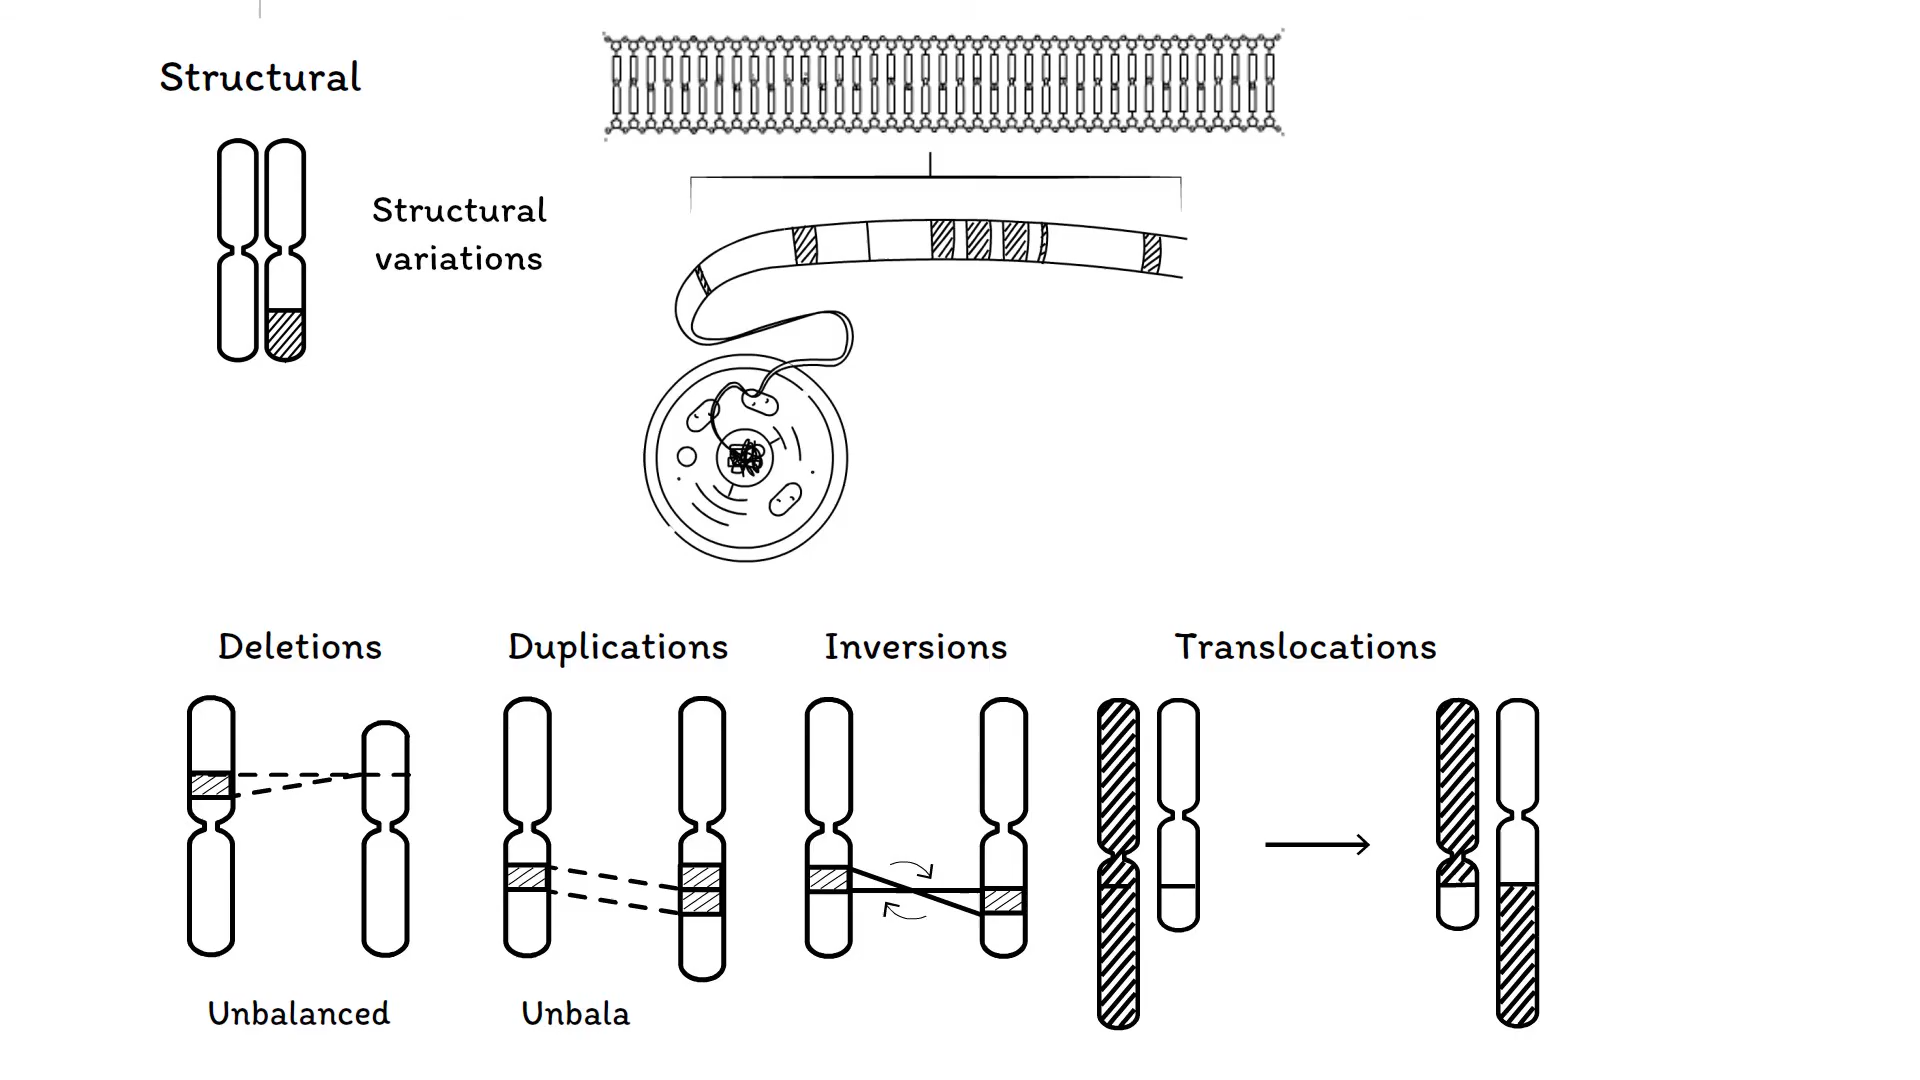 Structural
Structural
variations
Deletions
Duplications
Inversions
Translocations
Unbalanced
Unbala